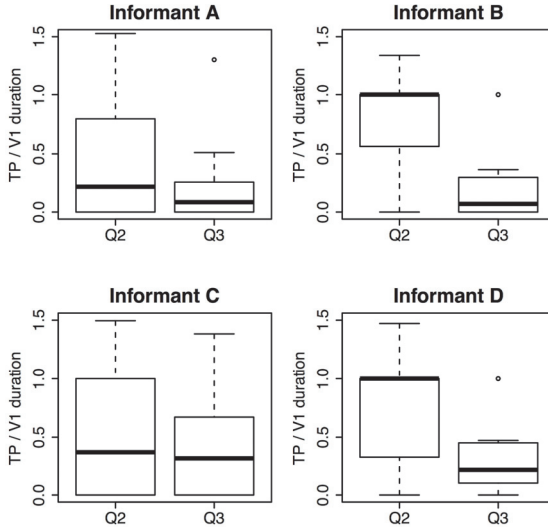 Informant A
TP / V1 duration
1.5
1.0
0.5
0.0
Q2 Q3
Informant B
TP / V1 duration
1.5
1.0
0.5
0.0
Q2 Q3
Informant C
TP / V1 duration
1.5
1.0
0.5
0.0
Q2 Q3
Informant D
TP / V1 duration
1.5
1.0
0.5
0.0
Q2 Q3